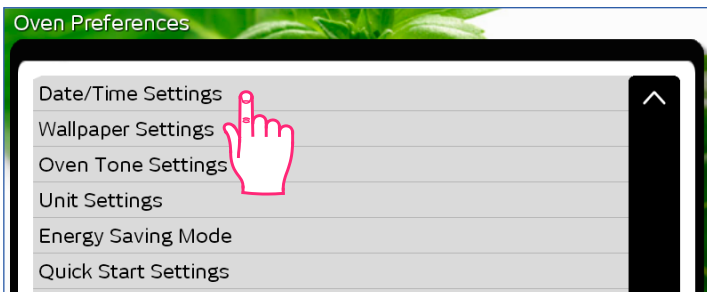 Oven Preferences
Date/Time Settings
Wallpaper Settings
Oven Tone Settings
Unit Settings
Energy Saving Mode
Quick Start Settings